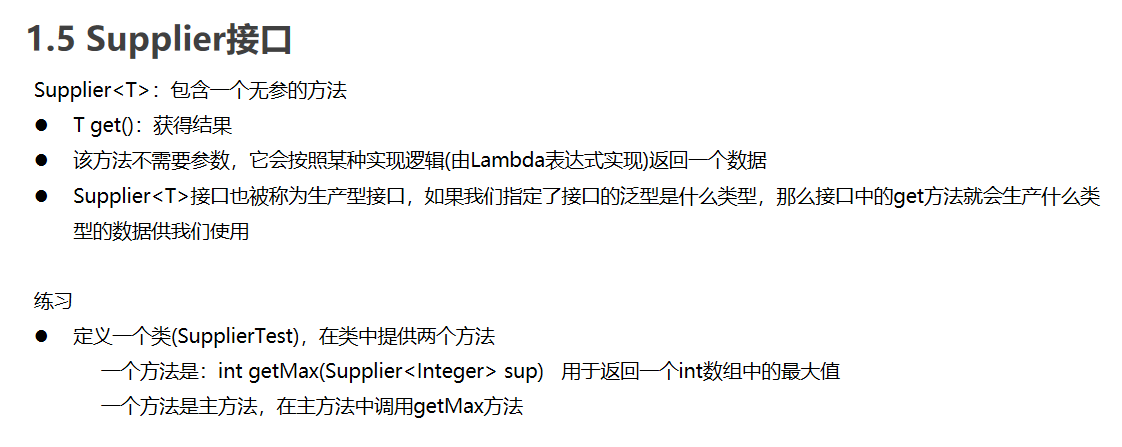 1.5 Supplier接口
Supplier<T>：包含一个无参的方法
● T get()：获得结果
● 该方法不需要参数，它会按照某种实现逻辑(由Lambda表达式实现)返回一个数据
● Supplier<T>接口也被称为生产型接口，如果我们指定了接口的泛型是什么类型，那么接口中的get方法就会生产什么类
型的数据供我们使用
练习
● 定义一个类(SupplierTest)，在类中提供两个方法
一个方法是：int getMax(Supplier<Integer> sup) 用于返回一个int数组中的最大值
一个方法是主方法，在主方法中调用getMax方法